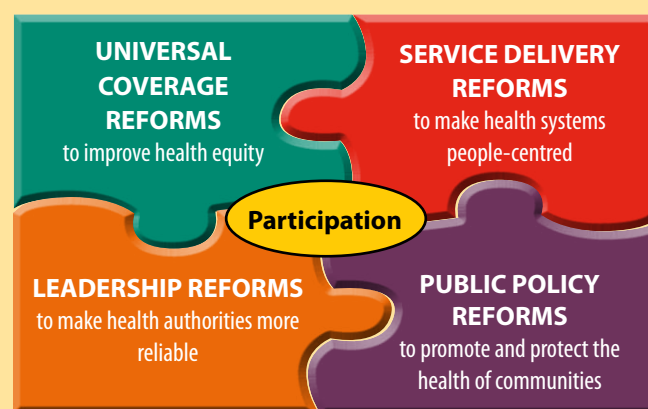 UNIVERSAL
COVERAGE
REFORMS
to improve health equity
SERVICE DELIVERY
REFORMS
to make health systems
people-centred
Participation
LEADERSHIP REFORMS
to make health authorities more
reliable
PUBLIC POLICY
REFORMS
to promote and protect the
health of communities